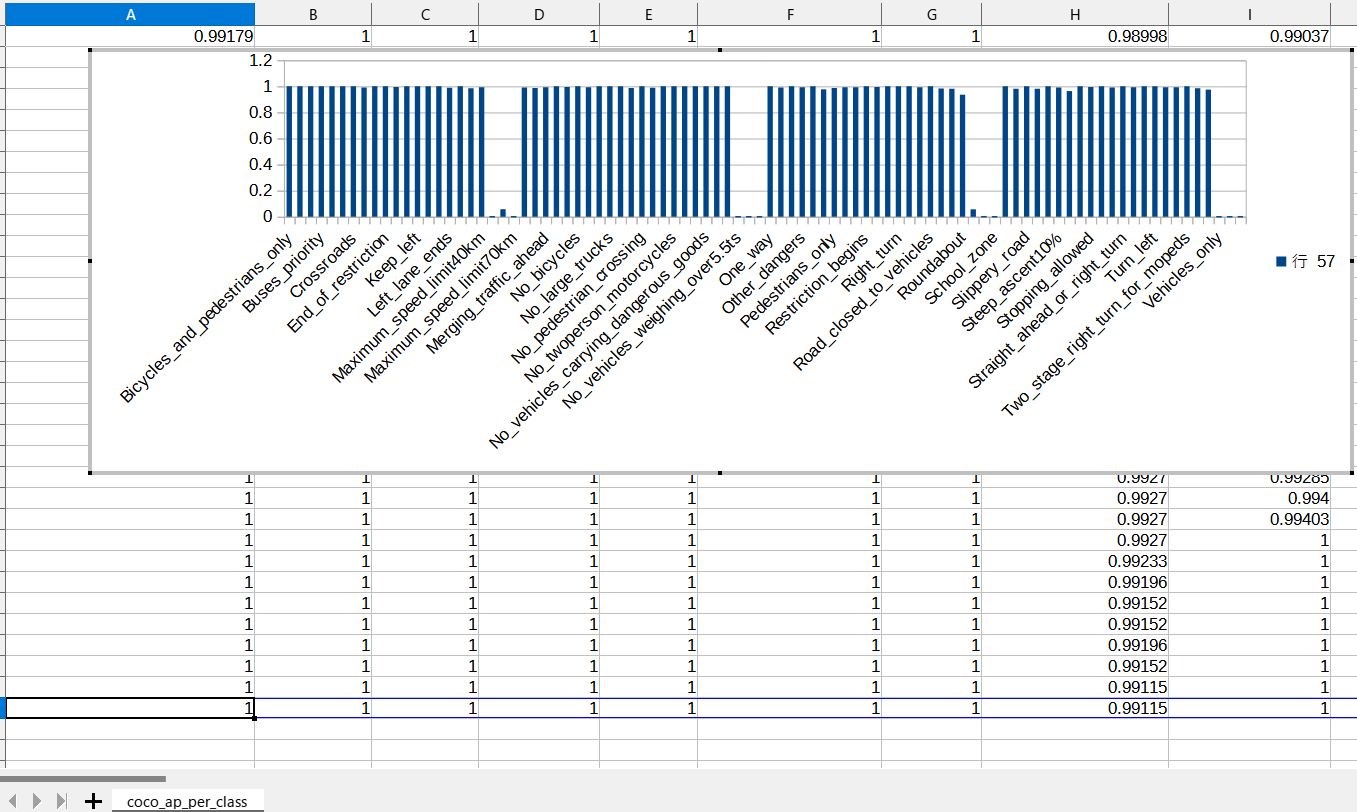 A B C D E F G H I
0.99179 1 1 1 1 1 1 0.98998 0.99037
1.2
1
0.8
0.6
0.4
0.2
0
Bicycles_and_pedestrians_only
Buses_priority
Crossroads
End_of_restriction
Keep_left
Left_lane_ends
Maximum_speed_limit40km
Maximum_speed_limit70km
Merging_traffic_ahead
No_bicycles
No_large_trucks
No_pedestrian_crossing
No_twoperson_motorcycles
No_vehicles_carrying_dangerous_goods
No_vehicles_weighing_over5.5ts
One_way
Other_dangers
Pedestrians_only
Restriction_begins
Right_turn
Road_closed_to_vehicles
Roundabout
School_zone
Slippery_road
Steep_ascent10%
Stopping_allowed
Straight_ahead_or_right_turn
Turn_left
Two_stage_right_turn_for_mopeds
Vehicles_only
行 57
1 1 1 1 1 1 1 0.9927 0.99285
1 1 1 1 1 1 1 0.9927 0.994
1 1 1 1 1 1 1 0.9927 0.99403
1 1 1 1 1 1 1 0.9927 1
1 1 1 1 1 1 1 0.99233 1
1 1 1 1 1 1 1 0.99196 1
1 1 1 1 1 1 1 0.99152 1
1 1 1 1 1 1 1 0.99152 1
1 1 1 1 1 1 1 0.99196 1
1 1 1 1 1 1 1 0.99152 1
1 1 1 1 1 1 1 0.99115 1
1 1 1 1 1 1 1 0.99115 1
coco_ap_per_class